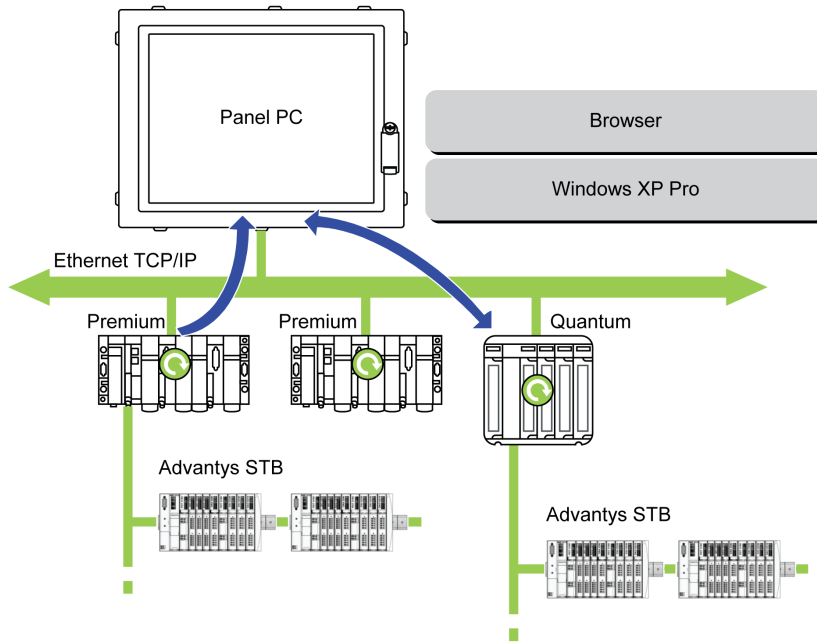 Panel PC
Browser
Windows XP Pro
Ethernet TCP/IP
Premium
Premium
Quantum
Advantys STB
Advantys STB